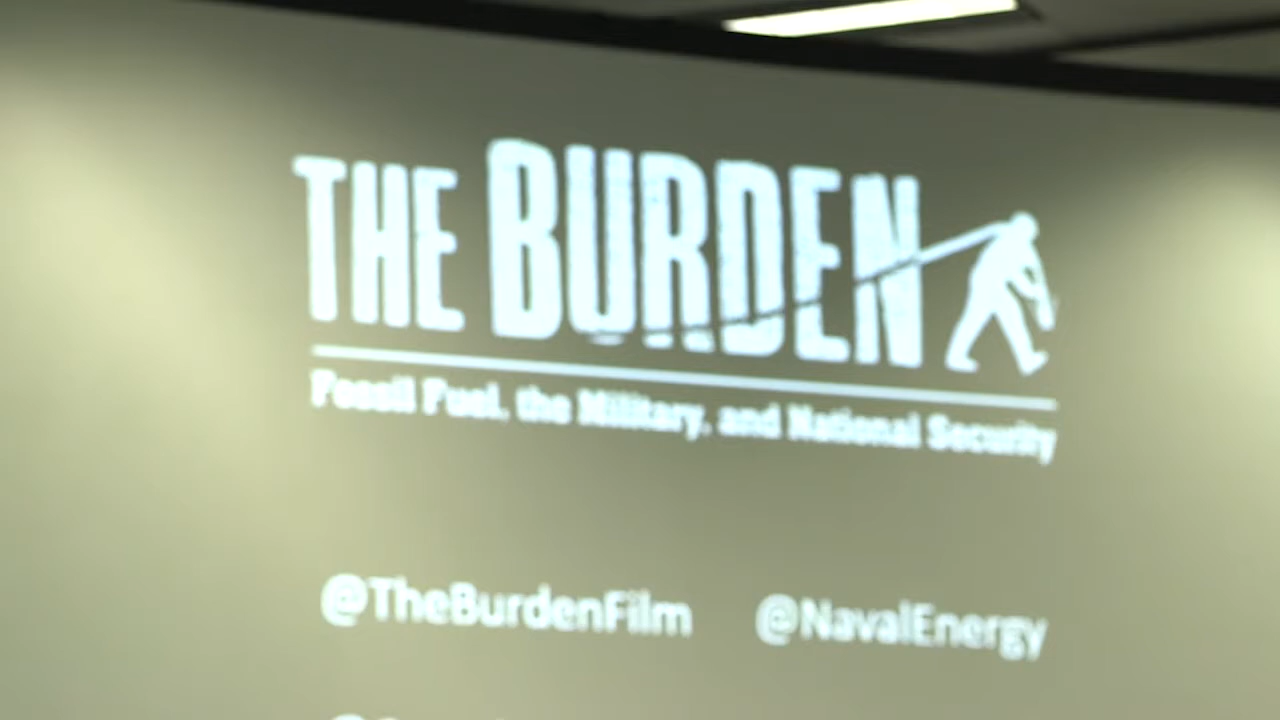 THE BURDEN
Fossil Fuel, the Military, and National Security
@TheBurdenFilm @NavalEnergy